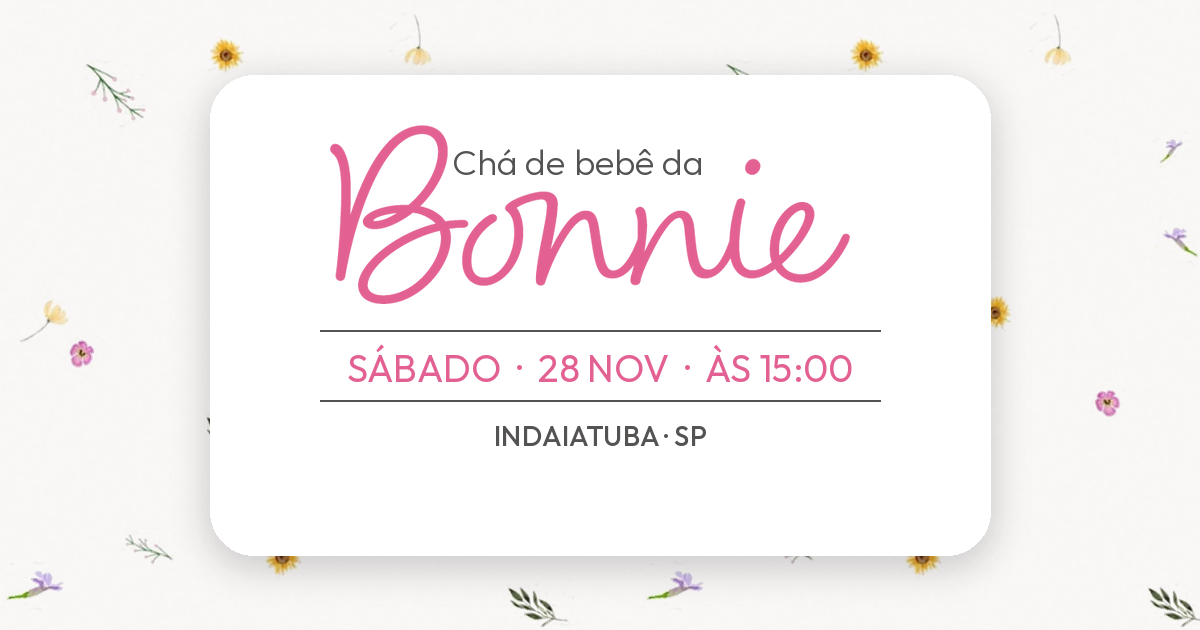 Chá de bebê da
Bonnie
SÁBADO · 28 NOV · ÀS 15:00
INDAIATUBA · SP